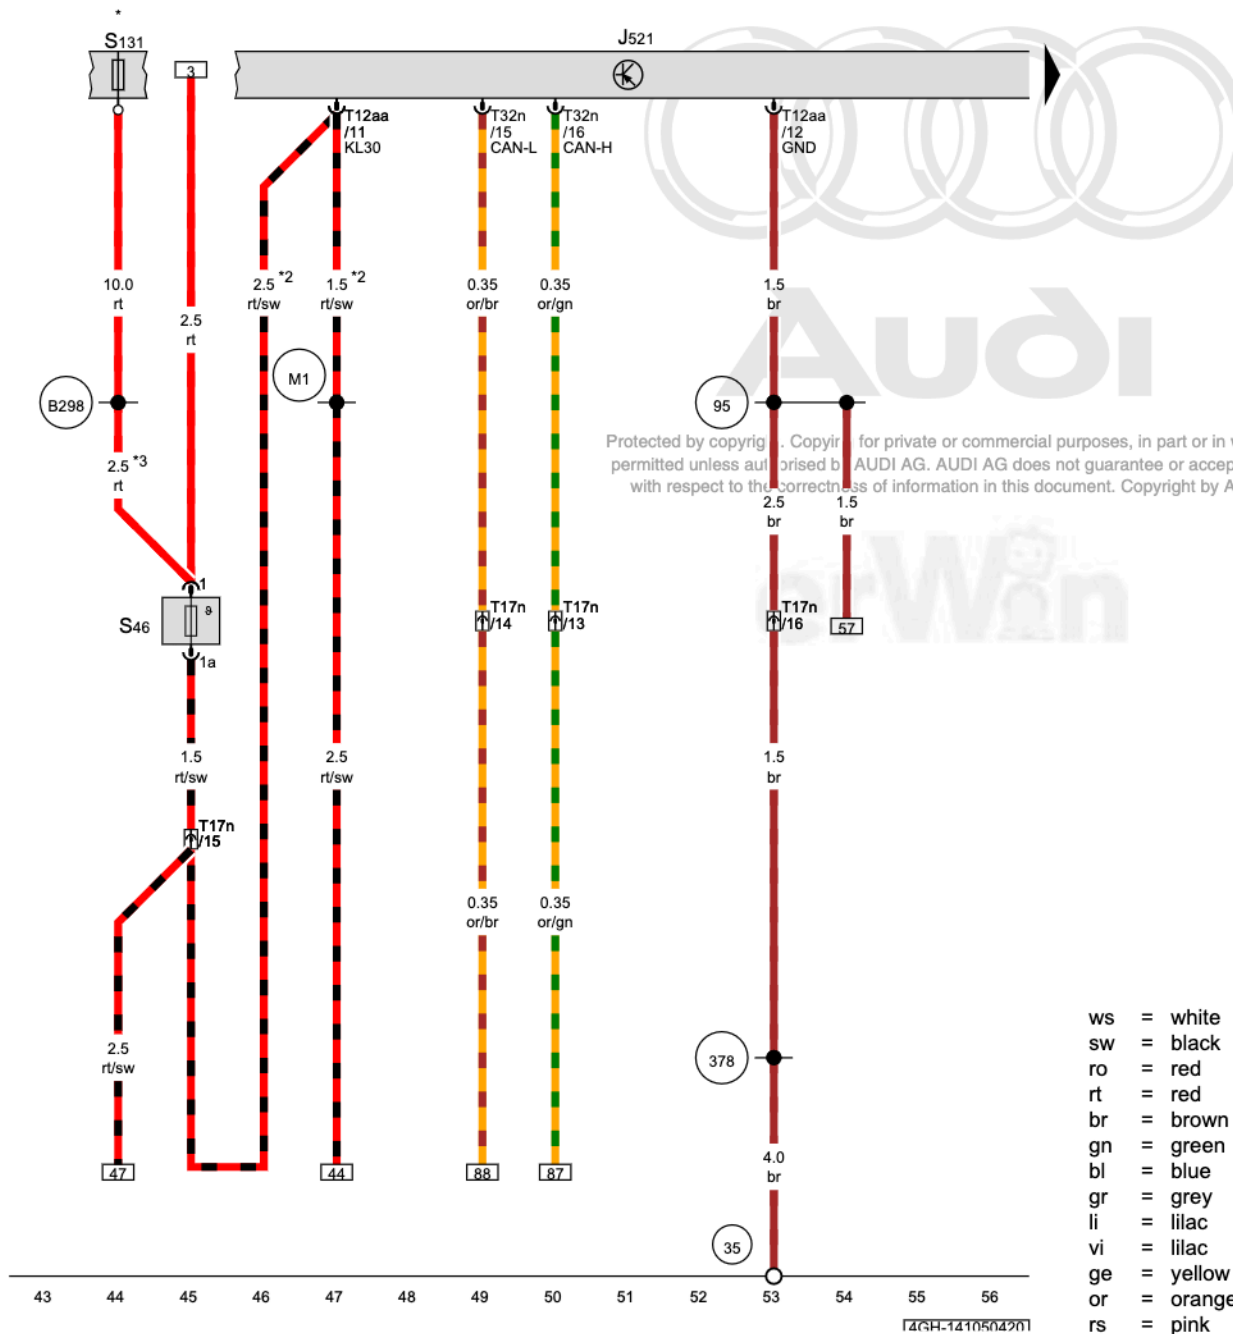 *
S131
3
J521
T12aa
/11
KL30
T32n
/15
CAN-L
T32n
/16
CAN-H
T12aa
/12
GND
10.0
rt
2.5
rt
2.5 *2
rt/sw
1.5 *2
rt/sw
0.35
or/br
0.35
or/gn
1.5
br
Audi
B298
M1
95
Protected by copyrig . Copyin for private or commercial purposes, in part or in w
permitted unless aut orised b AUDI AG. AUDI AG does not guarantee or accep
with respect to the correctness of information in this document. Copyright by A
2.5 *3
rt
2.5
br
1.5
br
erWin
1
S46
1a
T17n
/14
T17n
/13
T17n
/16
57
1.5
rt/sw
2.5
rt/sw
1.5
br
T17n
/15
0.35
or/br
0.35
or/gn
2.5
rt/sw
378
4.0
br
47
44
88
87
35
43 44 45 46 47 48 49 50 51 52 53 54 55 56
4GH-141050420
ws = white
sw = black
ro = red
rt = red
br = brown
gn = green
bl = blue
gr = grey
li = lilac
vi = lilac
ge = yellow
or = orange
rs = pink